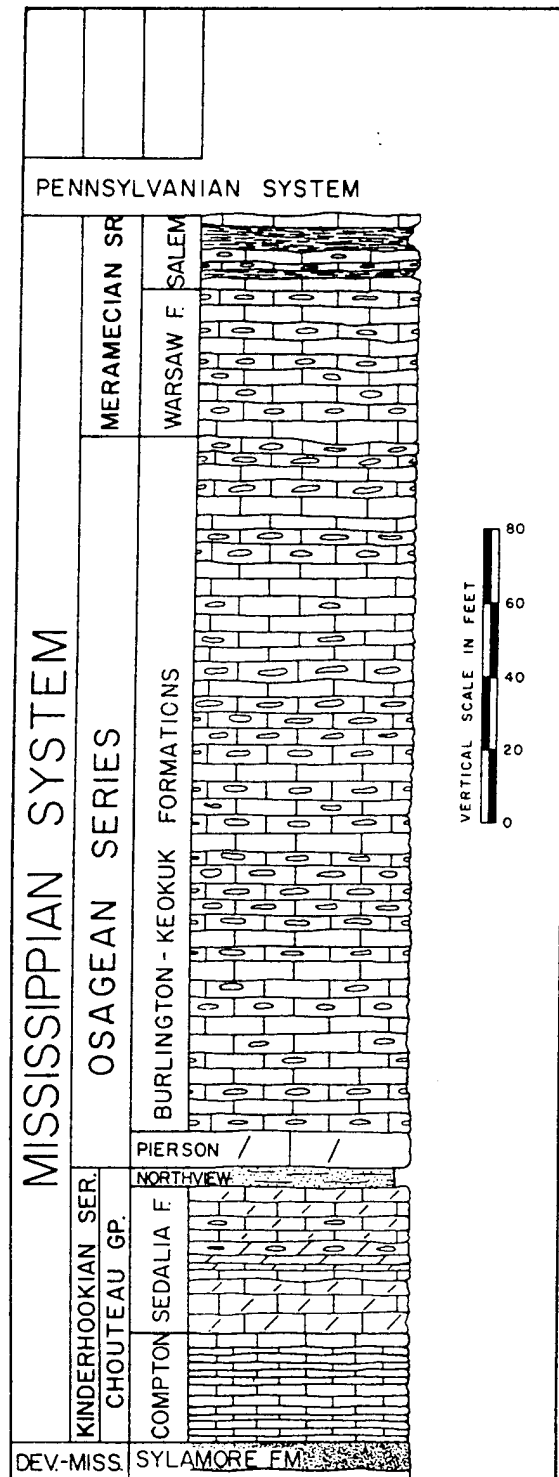 PENNSYLVANIAN SYSTEM
MISSISSIPPIAN SYSTEM
MERAMECIAN SR
SALEM
WARSAW F.
OSAGEAN SERIES
BURLINGTON-KEOKUK FORMATIONS
PIERSON
KINDERHOOKIAN SER.
CHOUTEAU GP.
NORTHVIEW
SEDALIA F.
COMPTON
DEV.-MISS.
SYLAMORE FM
VERTICAL SCALE IN FEET
80
60
40
20
0